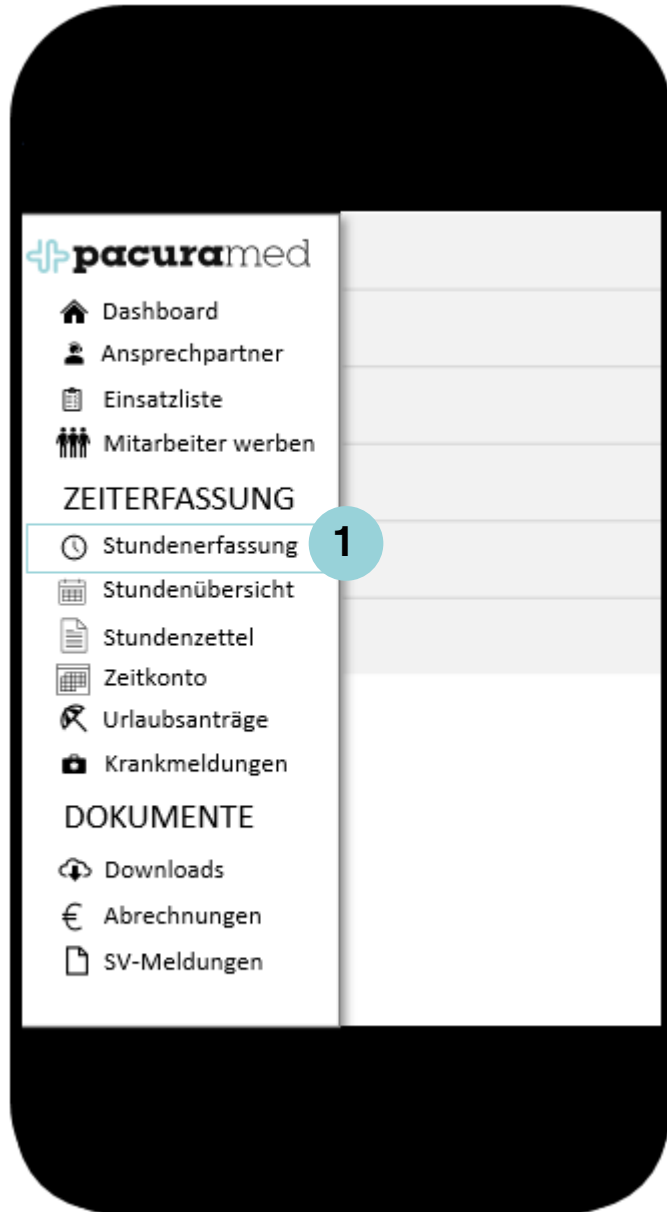 pacuramed
Dashboard
Ansprechpartner
Einsatzliste
Mitarbeiter werben
ZEITERFASSUNG
Stundenerfassung 1
Stundenübersicht
Stundenzettel
Zeitkonto
Urlaubsanträge
Krankmeldungen
DOKUMENTE
Downloads
€ Abrechnungen
SV-Meldungen